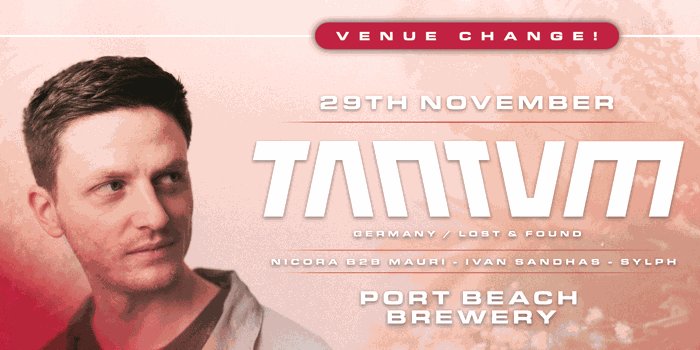 VENUE CHANGE!
29TH NOVEMBER
TANTUM
GERMANY / LOST & FOUND
NICORA B2B MAURI - IVAN SANDHAS - SYLPH
PORT BEACH
BREWERY